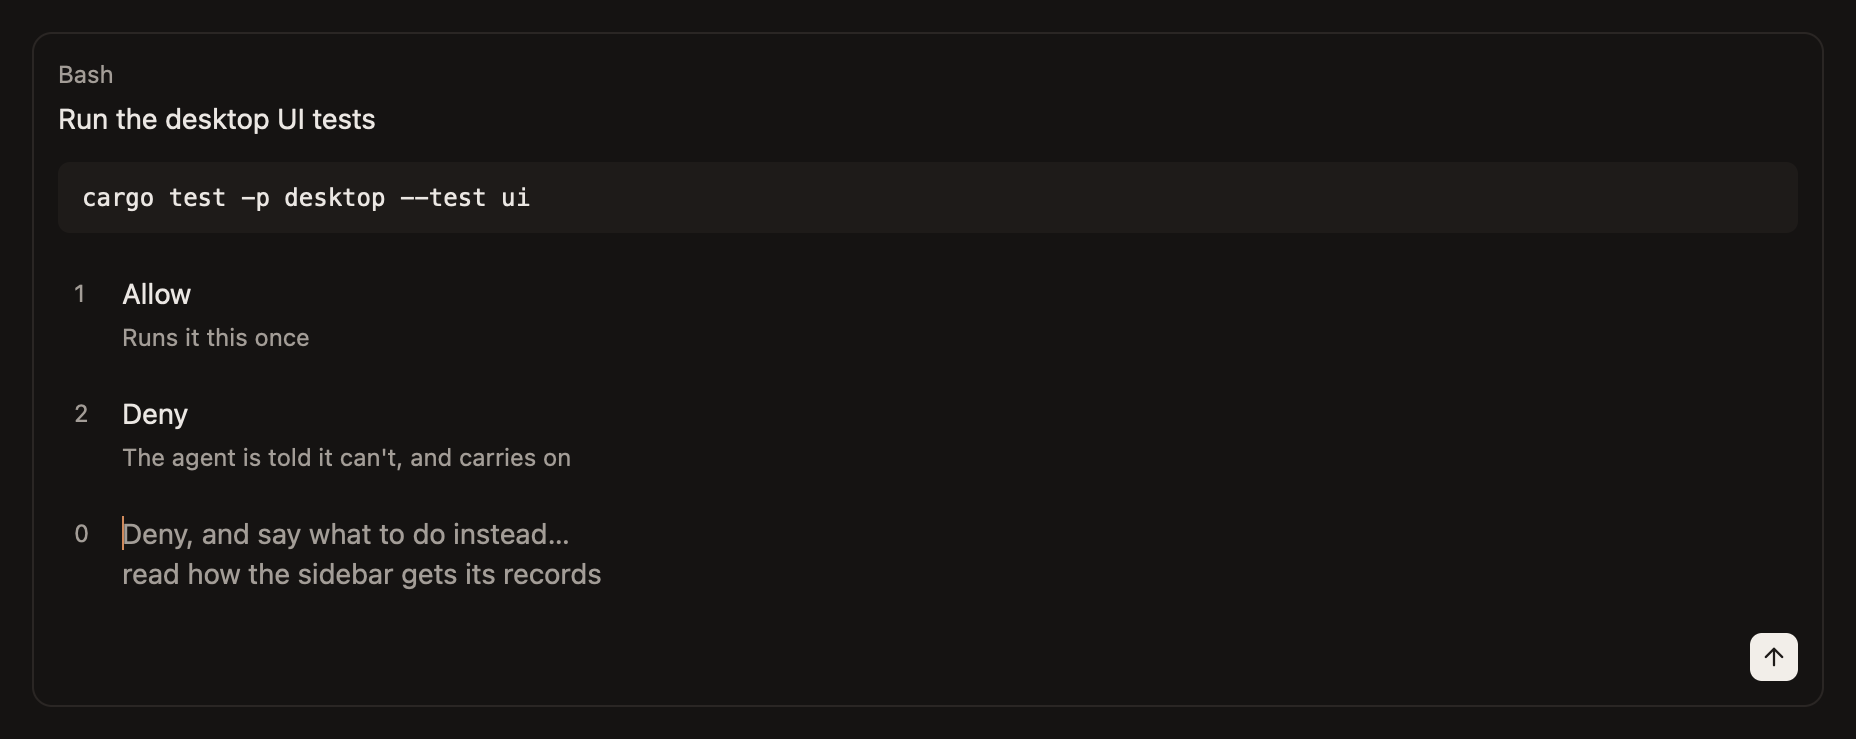 Bash
Run the desktop UI tests
cargo test -p desktop --test ui
1 Allow
Runs it this once
2 Deny
The agent is told it can't, and carries on
0 Deny, and say what to do instead...
read how the sidebar gets its records